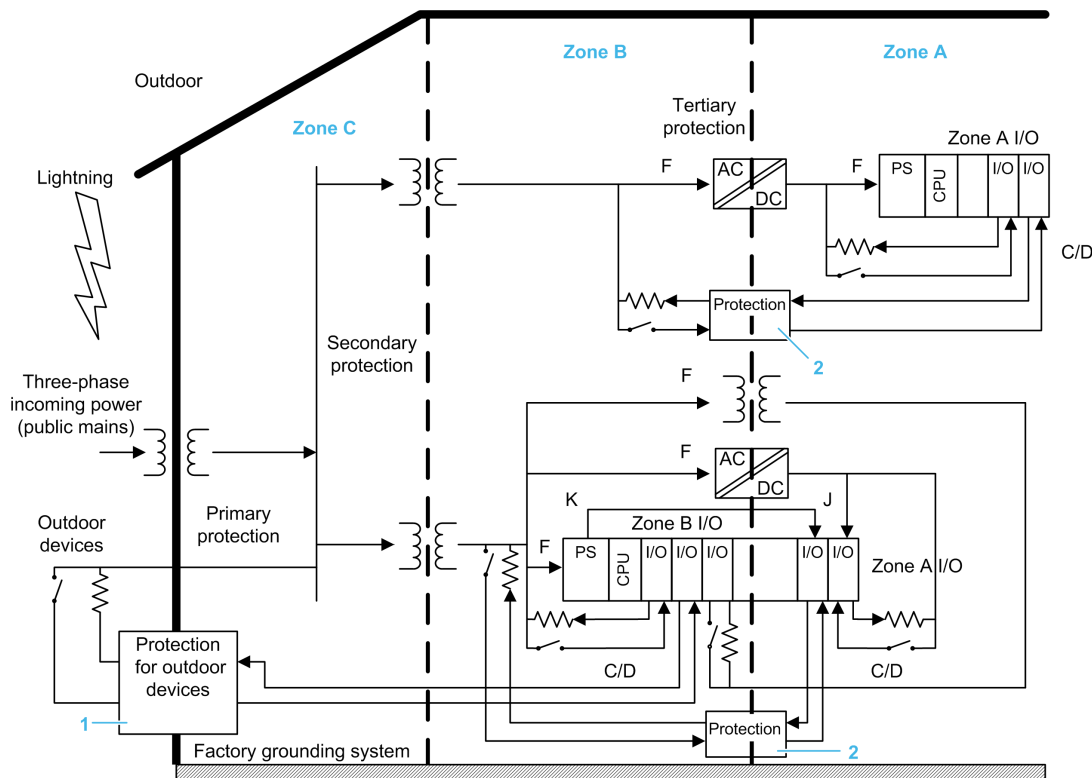 Zone B
Zone A
Outdoor
Tertiary
protection
Zone C
Zone A I/O
Lightning
F
AC
DC
F
PS
CPU
I/O
I/O
C/D
Protection
2
Secondary
protection
Three-phase
incoming power
(public mains)
F
F
AC
DC
K
J
Outdoor
devices
Primary
protection
Zone B I/O
F
PS
CPU
I/O
I/O
I/O
I/O
I/O
Zone A I/O
Protection
for outdoor
devices
C/D
C/D
1
Protection
2
Factory grounding system